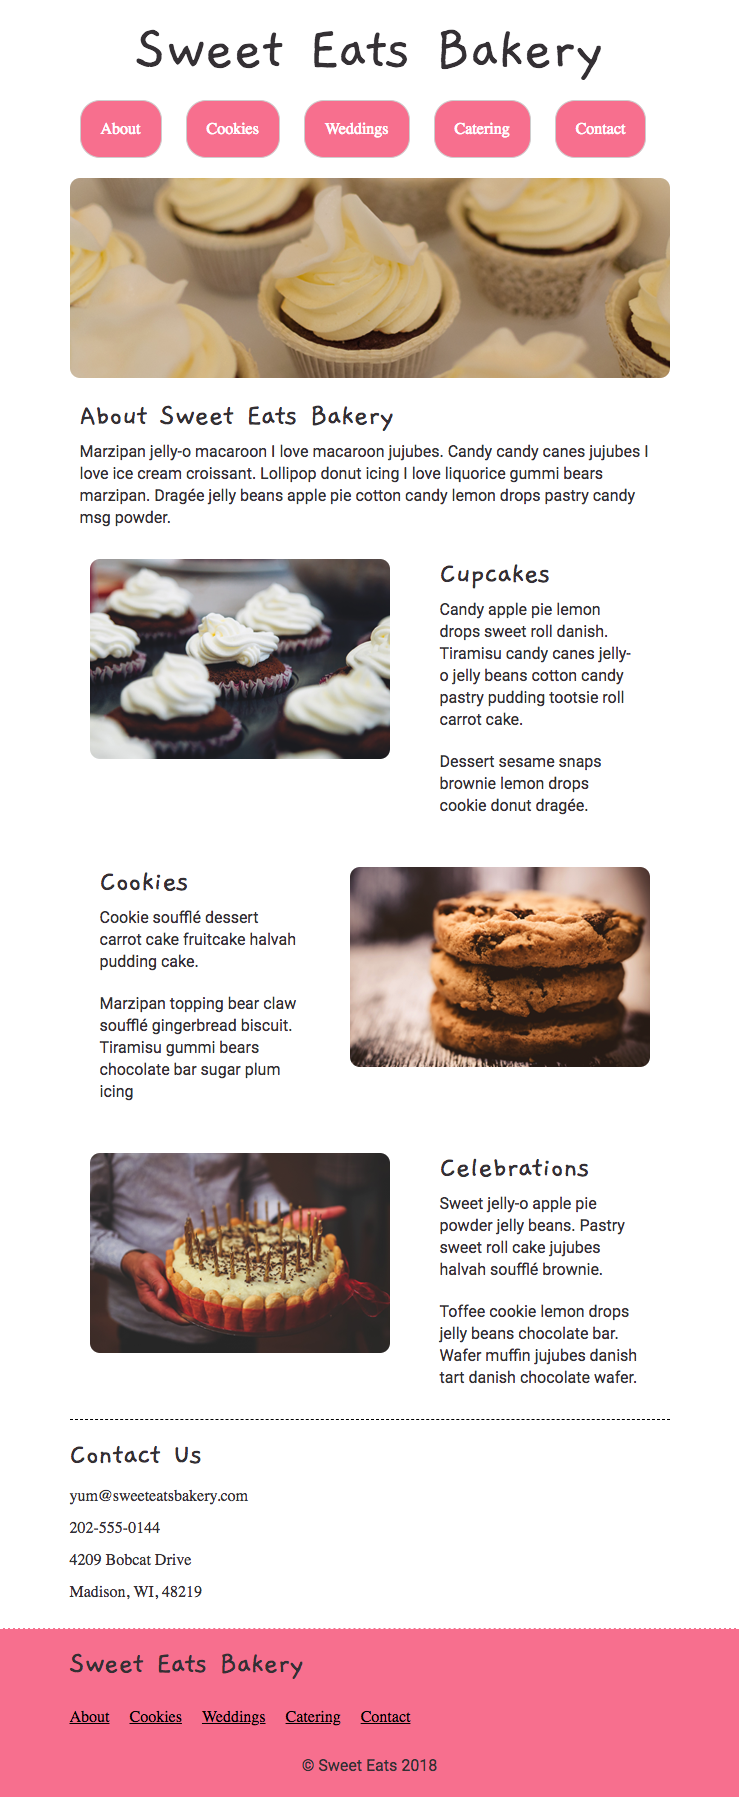 Sweet Eats Bakery
About Cookies Weddings Catering Contact
About Sweet Eats Bakery
Marzipan jelly-o macaroon I love macaroon jujubes. Candy candy canes jujubes I
love ice cream croissant. Lollipop donut icing I love liquorice gummi bears
marzipan. Dragée jelly beans apple pie cotton candy lemon drops pastry candy
msg powder.
Cupcakes
Candy apple pie lemon
drops sweet roll danish.
Tiramisu candy canes jelly-
o jelly beans cotton candy
pastry pudding tootsie roll
carrot cake.
Dessert sesame snaps
brownie lemon drops
cookie donut dragée.
Cookies
Cookie soufflé dessert
carrot cake fruitcake halvah
pudding cake.
Marzipan topping bear claw
soufflé gingerbread biscuit.
Tiramisu gummi bears
chocolate bar sugar plum
icing
Celebrations
Sweet jelly-o apple pie
powder jelly beans. Pastry
sweet roll cake jujubes
halvah soufflé brownie.
Toffee cookie lemon drops
jelly beans chocolate bar.
Wafer muffin jujubes danish
tart danish chocolate wafer.
Contact Us
yum@sweeteatsbakery.com
202-555-0144
4209 Bobcat Drive
Madison, WI, 48219
Sweet Eats Bakery
About Cookies Weddings Catering Contact
© Sweet Eats 2018